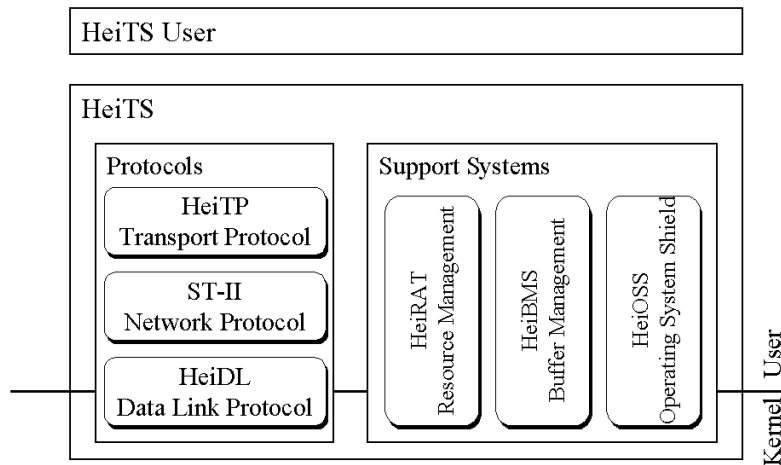 HeiTS User
HeiTS
Protocols
HeiTP
Transport Protocol
ST-II
Network Protocol
HeiDL
Data Link Protocol
Support Systems
HeiRAT
Resource Management
HeiBMS
Buffer Management
HeiOSS
Operating System Shield
User
Kernel